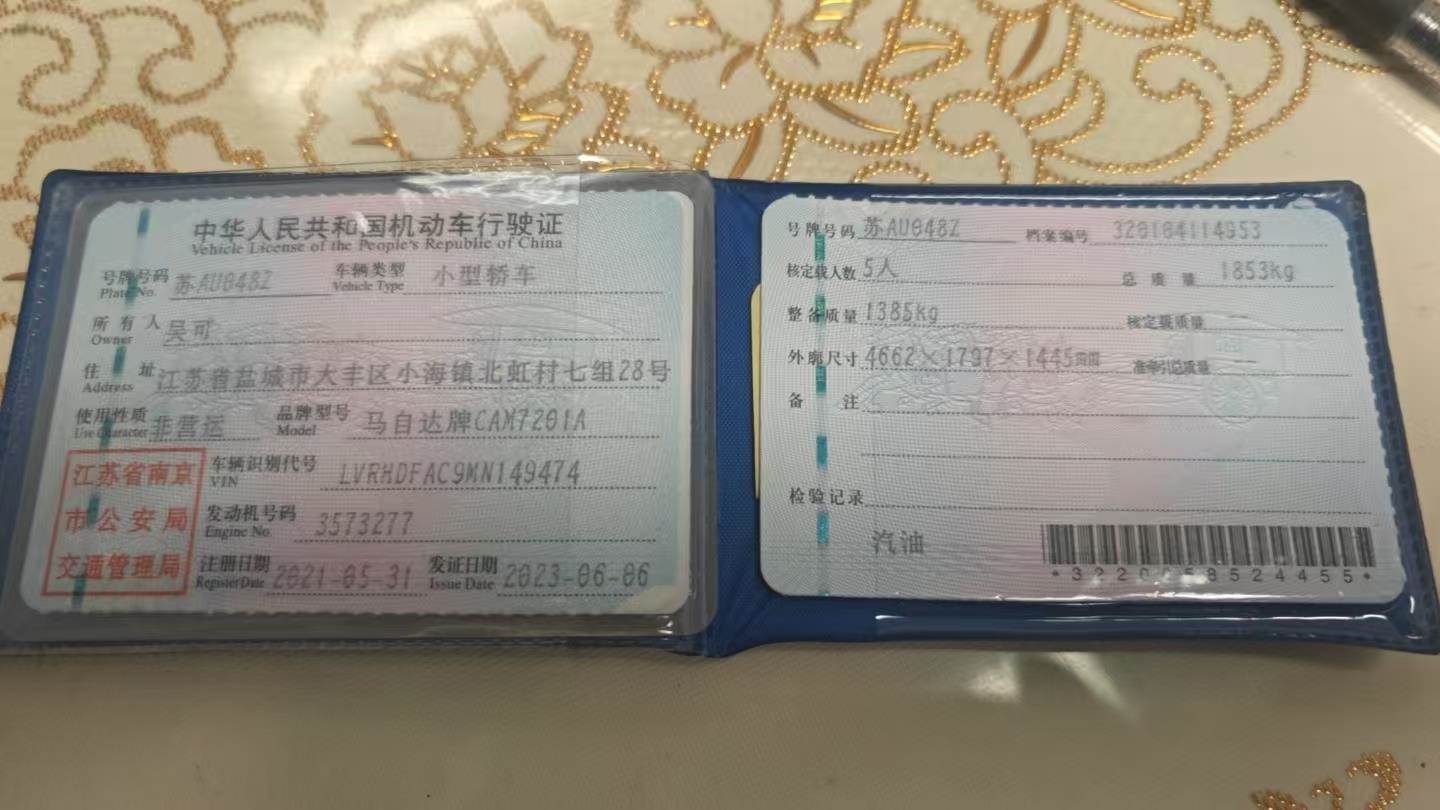 中华人民共和国机动车行驶证
Vehicle License of the People's Republic of China
号牌号码 苏AU048Z 车辆类型 小型轿车
Plate No. Vehicle Type
所有人 吴可
Owner
住址 江苏省盐城市大丰区小海镇北虹村七组28号
Address
使用性质 非营运 品牌型号 马自达牌CAM7201A
Use Character Model
江苏省南京
市公安局
交通管理局
车辆识别代号 LVRHDFAC9MN149474
VIN
发动机号码 3573277
Engine No.
注册日期 2021-05-31 发证日期 2023-06-06
Register Date Issue Date
号牌号码 苏AU048Z 档案编号 320104114953
核定载人数 5人 总质量 1853kg
整备质量 1385kg 核定载质量 --
外廓尺寸 4662×1797×1445mm 准牵引总质量 --
备注
检验记录
汽油
*3220058524455*